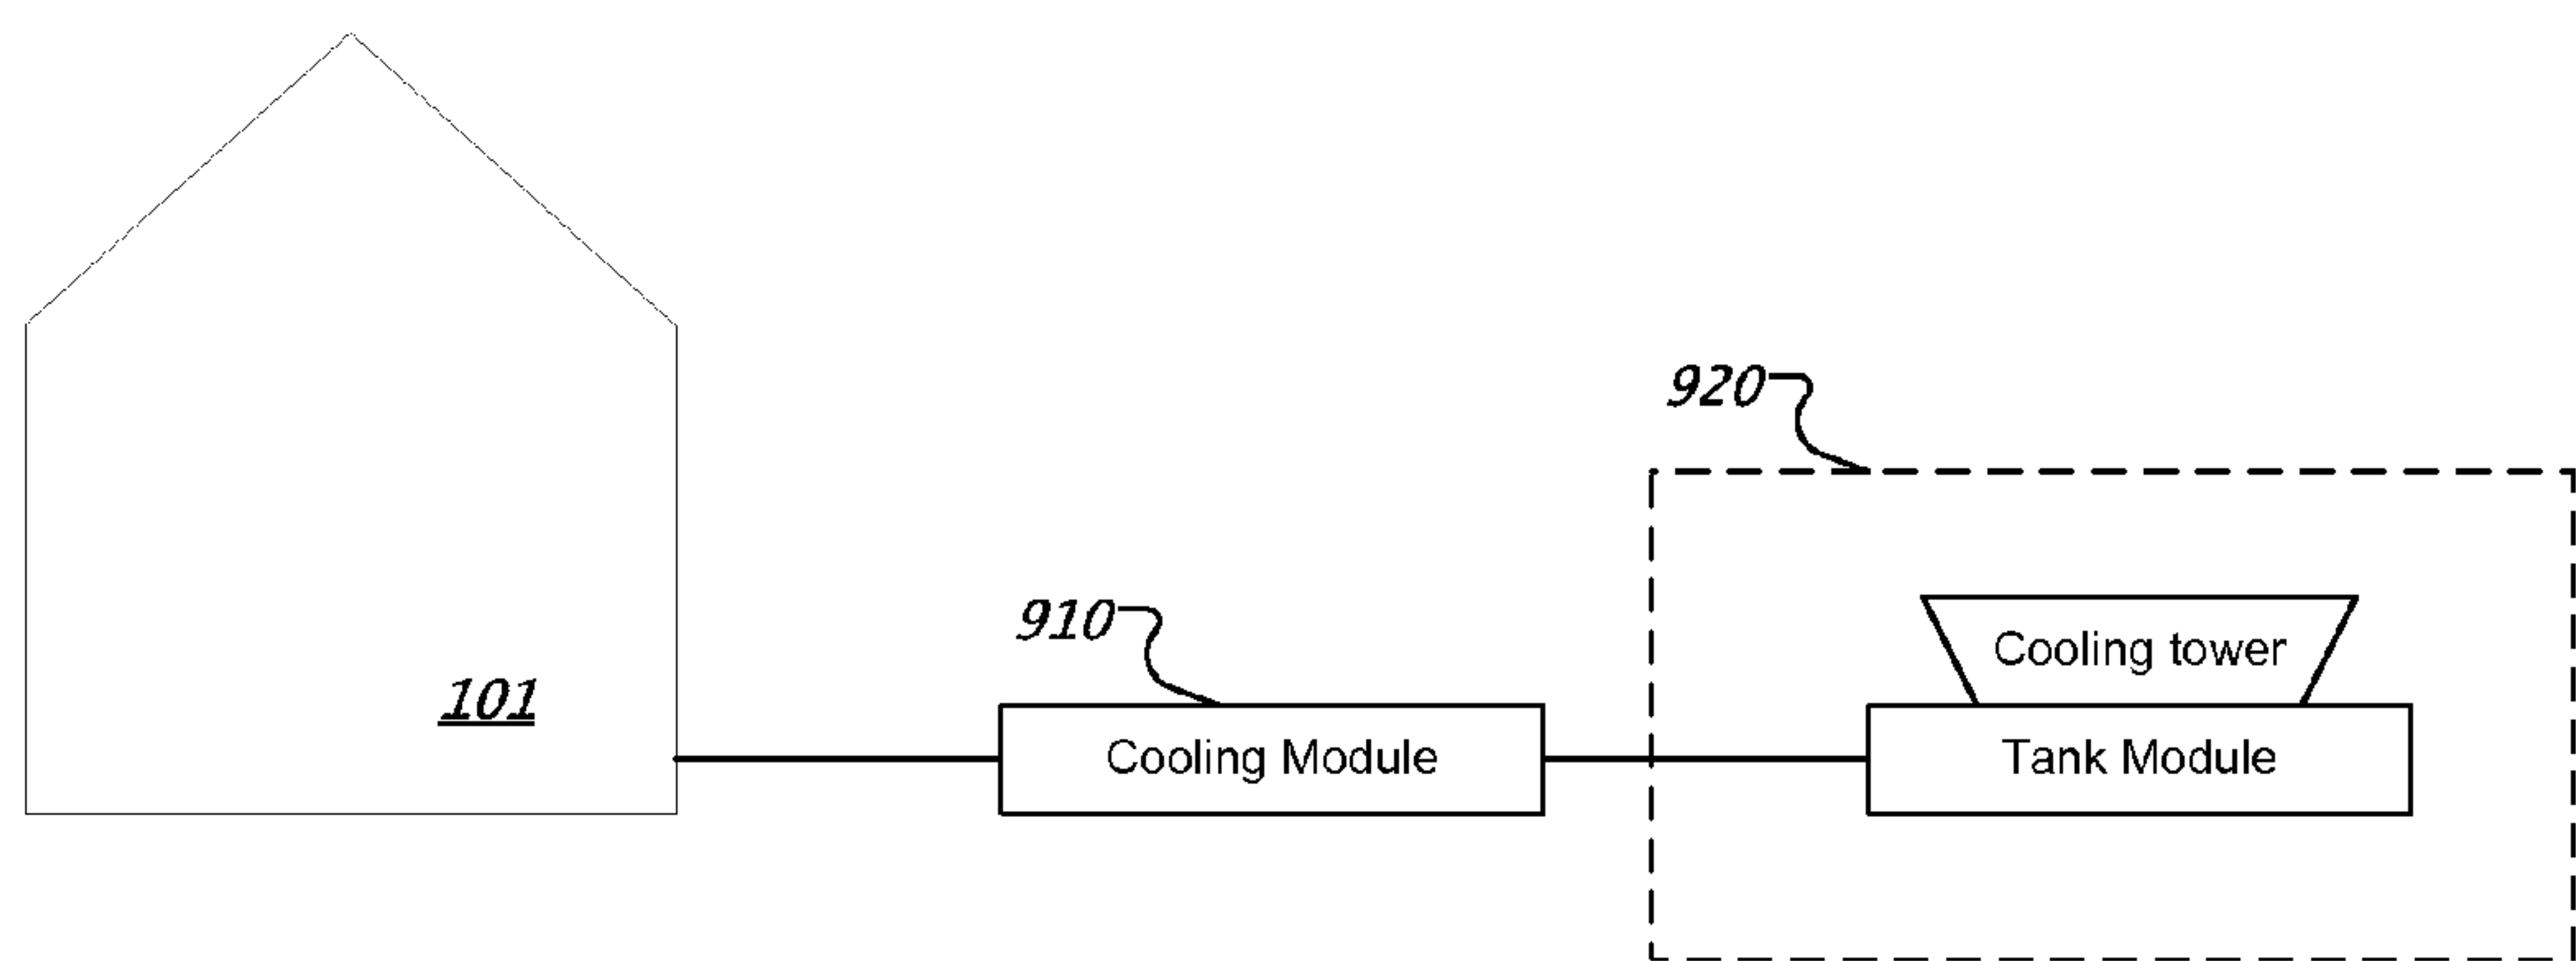 920
910
Cooling tower
101
Cooling Module
Tank Module